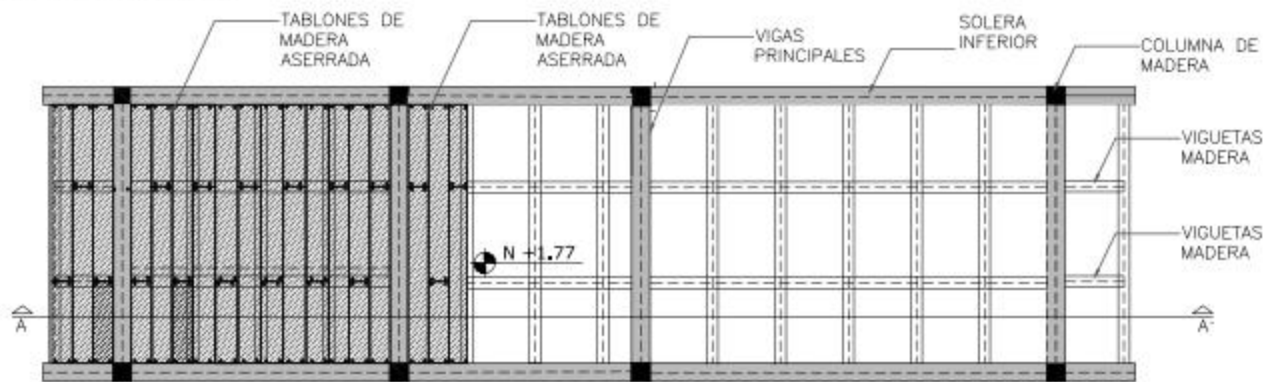 TABLONES DE
MADERA
ASERRADA
TABLONES DE
MADERA
ASERRADA
VIGAS
PRINCIPALES
SOLERA
INFERIOR
COLUMNA DE
MADERA
VIGUETAS
MADERA
VIGUETAS
MADERA
N +1.77
A
A'